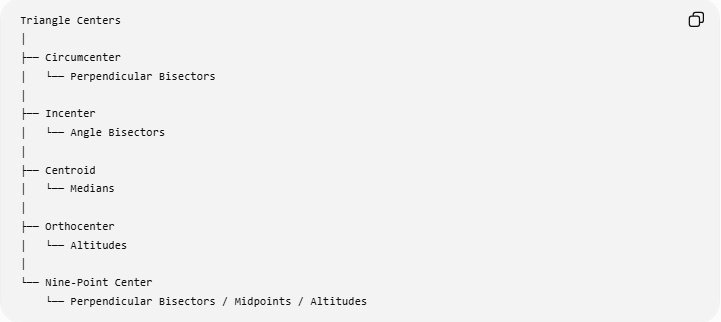 Triangle Centers
│
├── Circumcenter
│   └── Perpendicular Bisectors
│
├── Incenter
│   └── Angle Bisectors
│
├── Centroid
│   └── Medians
│
├── Orthocenter
│   └── Altitudes
│
└── Nine-Point Center
    └── Perpendicular Bisectors / Midpoints / Altitudes